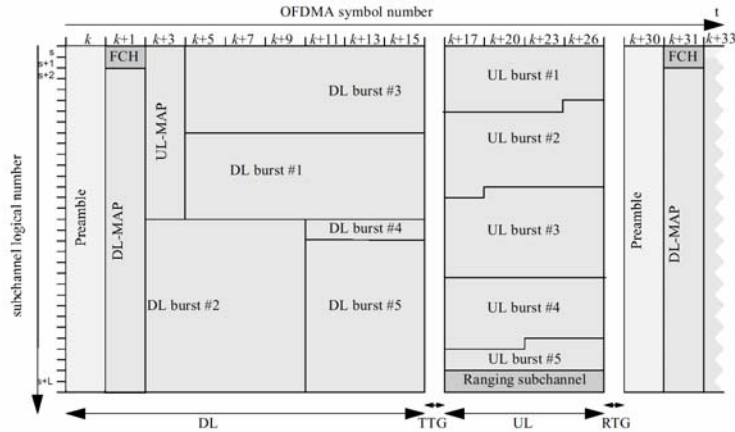 OFDMA symbol number
t
k k+1 k+3 k+5 k+7 k+9 k+11 k+13 k+15 k+17 k+20 k+23 k+26 k+30 k+31 k+33
subchannel logical number
s
s+1
s+2
s+L
Preamble
FCH
DL-MAP
UL-MAP
DL burst #3
DL burst #1
DL burst #4
DL burst #2
DL burst #5
UL burst #1
UL burst #2
UL burst #3
UL burst #4
UL burst #5
Ranging subchannel
Preamble
FCH
DL-MAP
DL
TTG
UL
RTG